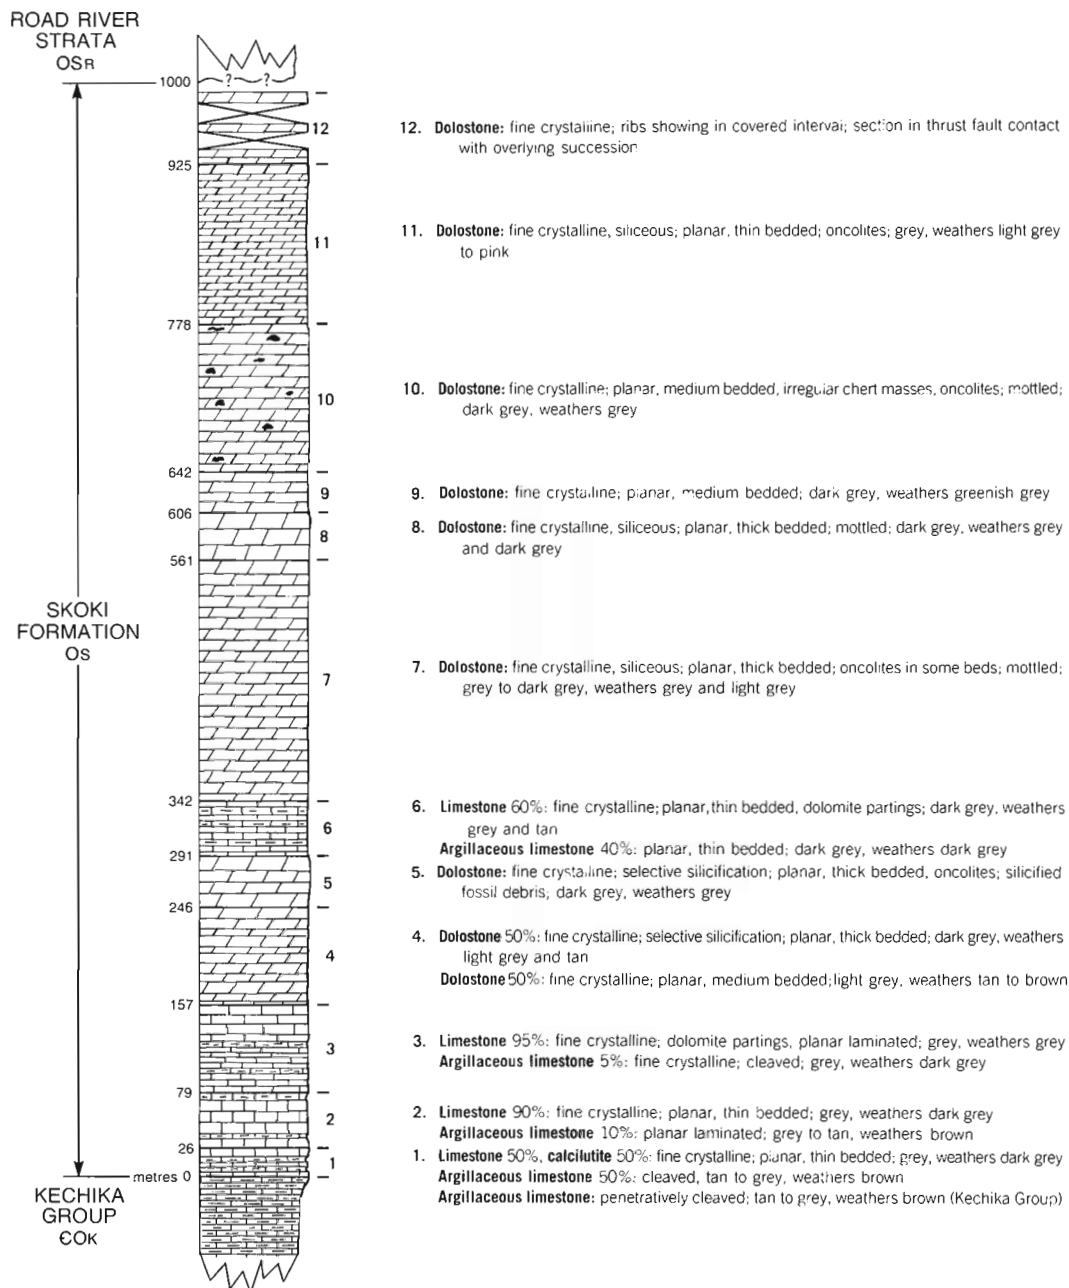 ROAD RIVER
STRATA
OSR
? ?
1000
12
925
11
778
10
642
9
606
8
561
SKOKI
FORMATION
OS
7
342
6
291
5
246
4
157
3
79
2
26
1
metres 0
KECHIKA
GROUP
ЄOK
12. Dolostone: fine crystalline; ribs showing in covered interval; section in thrust fault contact
with overlying succession
11. Dolostone: fine crystalline, siliceous; planar, thin bedded; oncolites; grey, weathers light grey
to pink
10. Dolostone: fine crystalline; planar, medium bedded, irregular chert masses, oncolites; mottled;
dark grey, weathers grey
9. Dolostone: fine crystalline; planar, medium bedded; dark grey, weathers greenish grey
8. Dolostone: fine crystalline, siliceous; planar, thick bedded; mottled; dark grey, weathers grey
and dark grey
7. Dolostone: fine crystalline, siliceous; planar, thick bedded; oncolites in some beds; mottled;
grey to dark grey, weathers grey and light grey
6. Limestone 60%: fine crystalline; planar, thin bedded, dolomite partings; dark grey, weathers
grey and tan
Argillaceous limestone 40%: planar, thin bedded; dark grey, weathers dark grey
5. Dolostone: fine crystalline; selective silicification; planar, thick bedded, oncolites; silicified
fossil debris; dark grey, weathers grey
4. Dolostone 50%: fine crystalline; selective silicification; planar, thick bedded; dark grey, weathers
light grey and tan
Dolostone 50%: fine crystalline; planar, medium bedded; light grey, weathers tan to brown
3. Limestone 95%: fine crystalline; dolomite partings, planar laminated; grey, weathers grey
Argillaceous limestone 5%: fine crystalline; cleaved; grey, weathers dark grey
2. Limestone 90%: fine crystalline; planar, thin bedded; grey, weathers dark grey
Argillaceous limestone 10%: planar laminated; grey to tan, weathers brown
1. Limestone 50%, calcilutite 50%: fine crystalline; planar, thin bedded; grey, weathers dark grey
Argillaceous limestone 50%: cleaved, tan to grey, weathers brown
Argillaceous limestone: penetratively cleaved; tan to grey, weathers brown (Kechika Group)